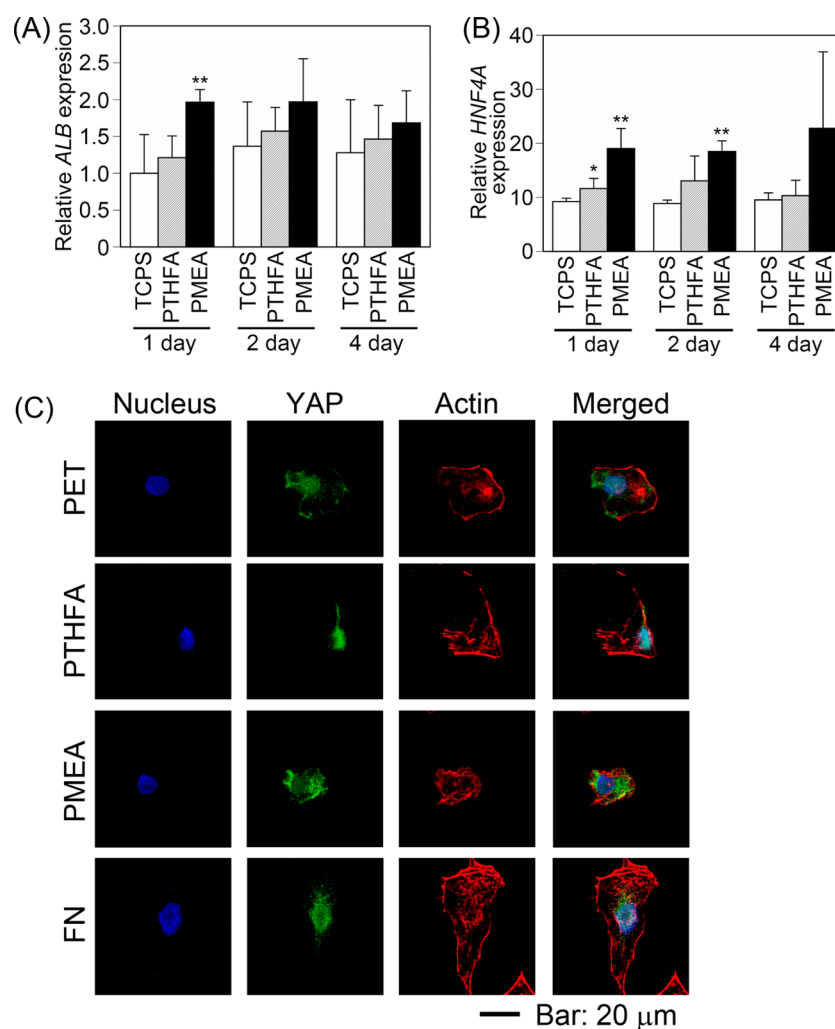 (A)
Relative ALB expresion
3.0
2.5
2.0
1.5
1.0
0.5
0
**
TCPS
PTHFA
PMEA
TCPS
PTHFA
PMEA
TCPS
PTHFA
PMEA
1 day
2 day
4 day
(B)
Relative HNF4A
expression
40
30
20
10
0
*
**
**
TCPS
PTHFA
PMEA
TCPS
PTHFA
PMEA
TCPS
PTHFA
PMEA
1 day
2 day
4 day
(C)
Nucleus YAP Actin Merged
PET
PTHFA
PMEA
FN
Bar: 20 μm